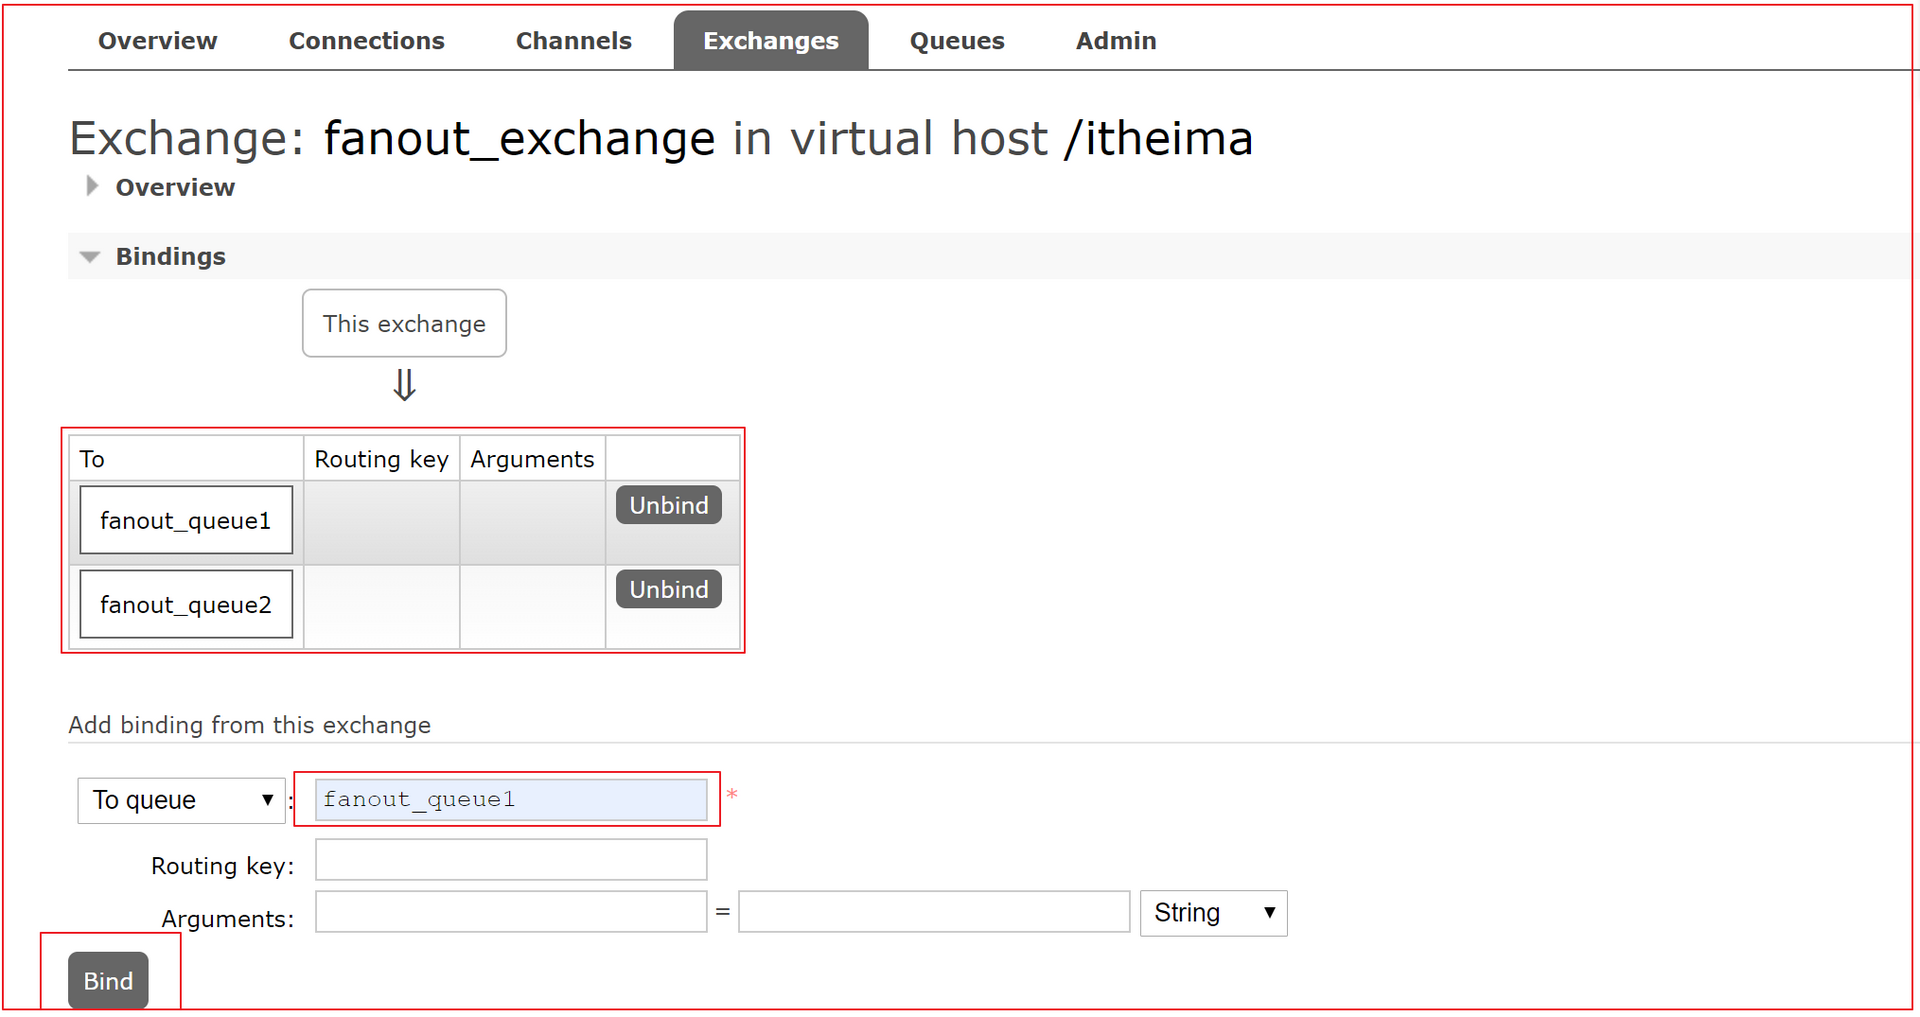 Overview Connections Channels Exchanges Queues Admin
Exchange: fanout_exchange in virtual host /itheima
Overview
Bindings
This exchange
⇓
To Routing key Arguments
fanout_queue1 Unbind
fanout_queue2 Unbind
Add binding from this exchange
To queue ▼ : fanout_queue1 *
Routing key:
Arguments: = String ▼
Bind